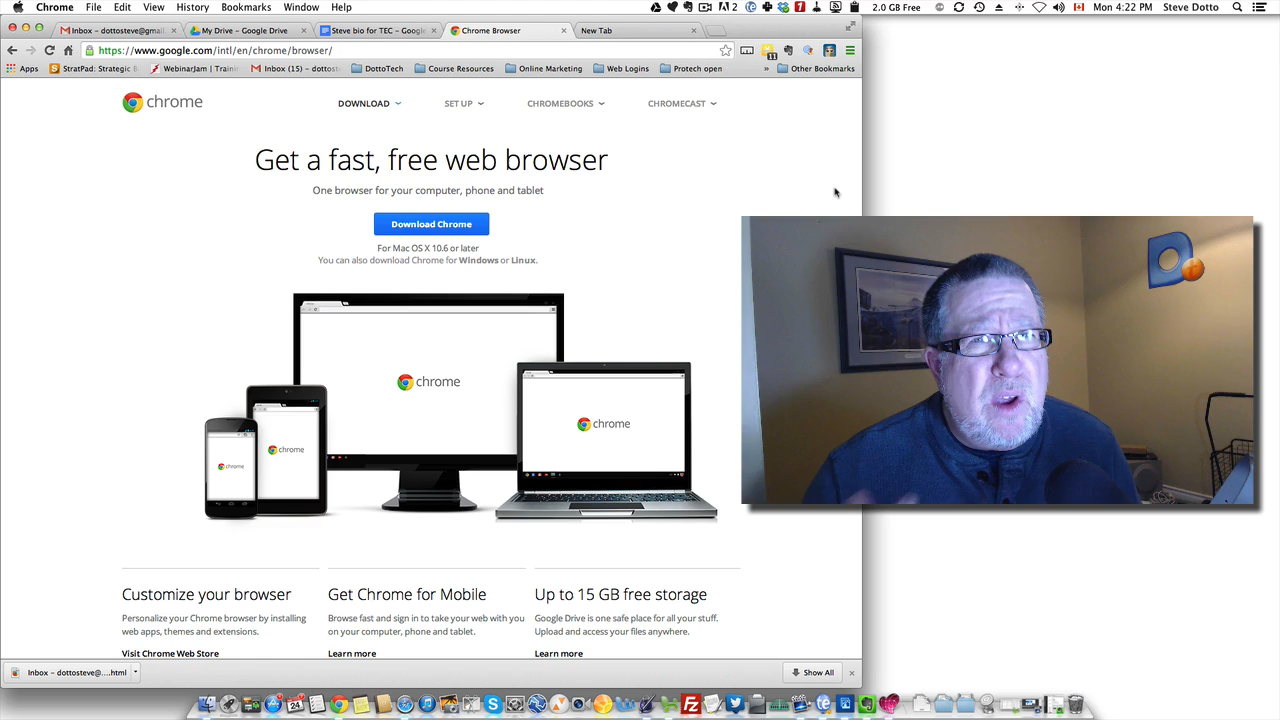 Chrome File Edit View History Bookmarks Window Help
2 2.0 GB Free Mon 4:22 PM Steve Dotto
Inbox - dottosteve@gmail. My Drive - Google Drive Steve bio for TEC - Google Chrome Browser New Tab
https://www.google.com/intl/en/chrome/browser/
11
Apps StratPad: Strategic B WebinarJam | Traini Inbox (15) - dottos DottoTech Course Resources Online Marketing Web Logins Protech open » Other Bookmarks
chrome DOWNLOAD SET UP CHROMEBOOKS CHROMECAST
Get a fast, free web browser
One browser for your computer, phone and tablet
Download Chrome
For Mac OS X 10.6 or later
You can also download Chrome for Windows or Linux.
chrome
chrome
chrome
chrome
Customize your browser Get Chrome for Mobile Up to 15 GB free storage
Personalize your Chrome browser by installing Browse fast and sign in to take your web with you Google Drive is one safe place for all your stuff.
web apps, themes and extensions. on your computer, phone and tablet. Upload and access your files anywhere.
Visit Chrome Web Store Learn more Learn more
Inbox - dottosteve@....html Show All
24 FZ